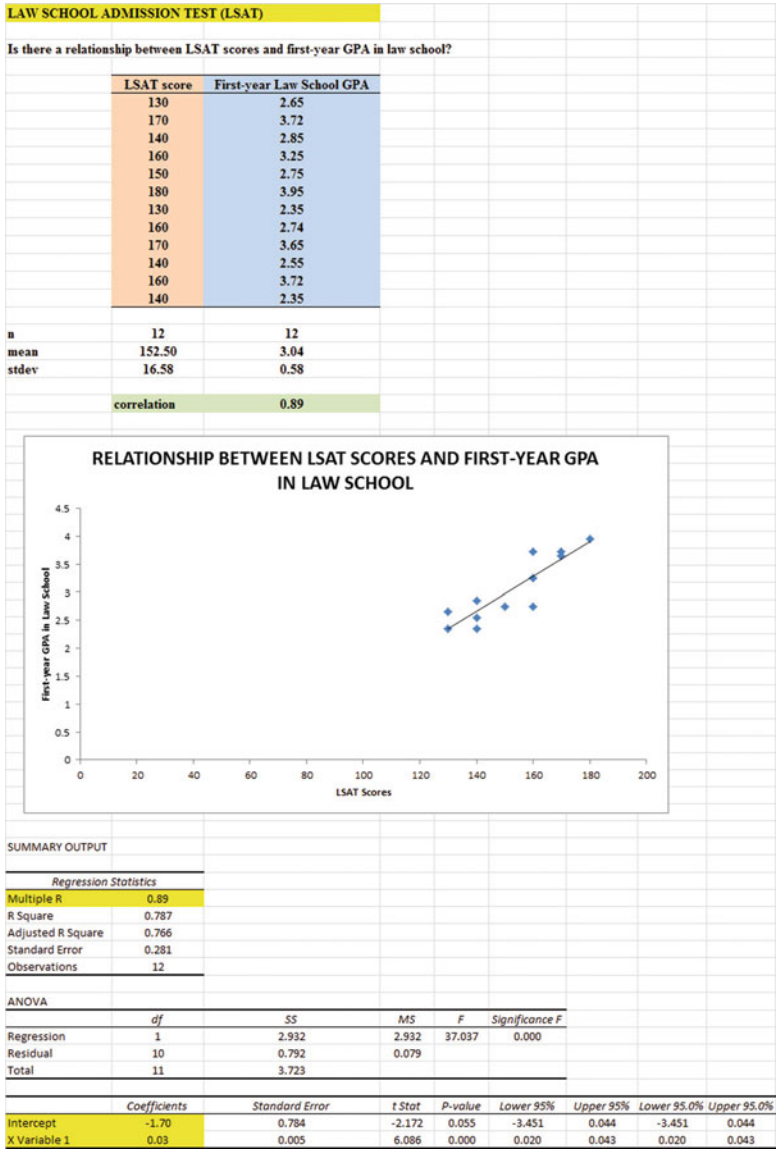 LAW SCHOOL ADMISSION TEST (LSAT)
Is there a relationship between LSAT scores and first-year GPA in law school?
LSAT score First-year Law School GPA
130 2.65
170 3.72
140 2.85
160 3.25
150 2.75
180 3.95
130 2.35
160 2.74
170 3.65
140 2.55
160 3.72
140 2.35
n 12 12
mean 152.50 3.04
stdev 16.58 0.58
correlation 0.89
RELATIONSHIP BETWEEN LSAT SCORES AND FIRST-YEAR GPA
IN LAW SCHOOL
First-year GPA in Law School
4.5
4
3.5
3
2.5
2
1.5
1
0.5
0
0 20 40 60 80 100 120 140 160 180 200
LSAT Scores
SUMMARY OUTPUT
Regression Statistics
Multiple R 0.89
R Square 0.787
Adjusted R Square 0.766
Standard Error 0.281
Observations 12
ANOVA
df SS MS F Significance F
Regression 1 2.932 2.932 37.037 0.000
Residual 10 0.792 0.079
Total 11 3.723
Coefficients Standard Error t Stat P-value Lower 95% Upper 95% Lower 95.0% Upper 95.0%
Intercept -1.70 0.784 -2.172 0.055 -3.451 0.044 -3.451 0.044
X Variable 1 0.03 0.005 6.086 0.000 0.020 0.043 0.020 0.043